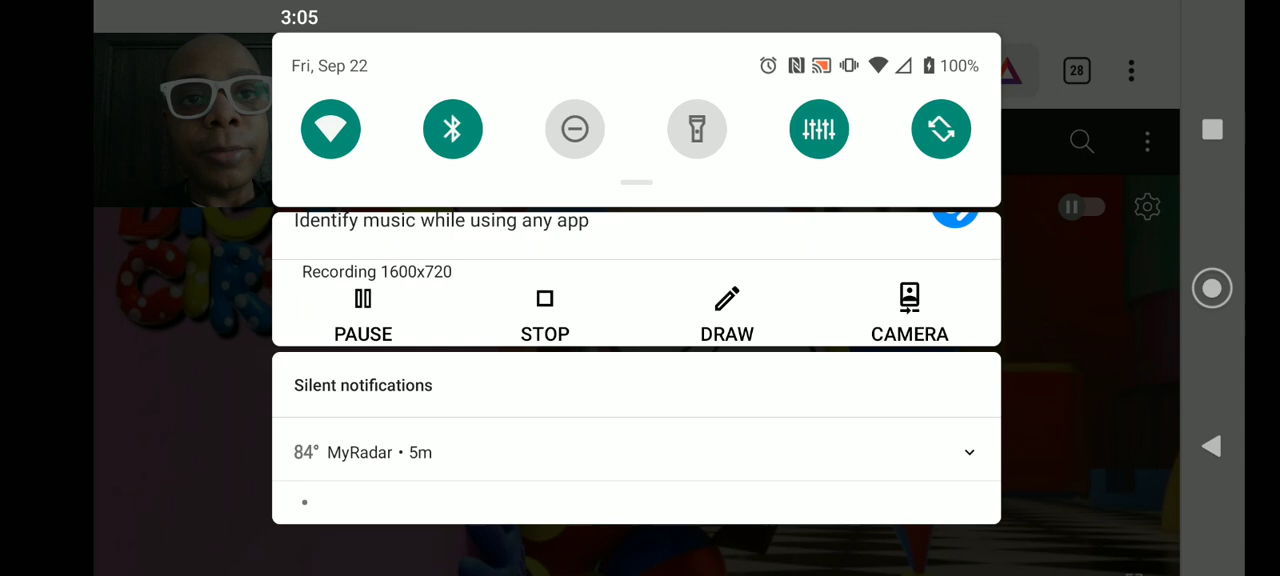 3:05
Fri, Sep 22
100%
28
Identify music while using any app
Recording 1600x720
PAUSE
STOP
DRAW
CAMERA
Silent notifications
84° MyRadar • 5m